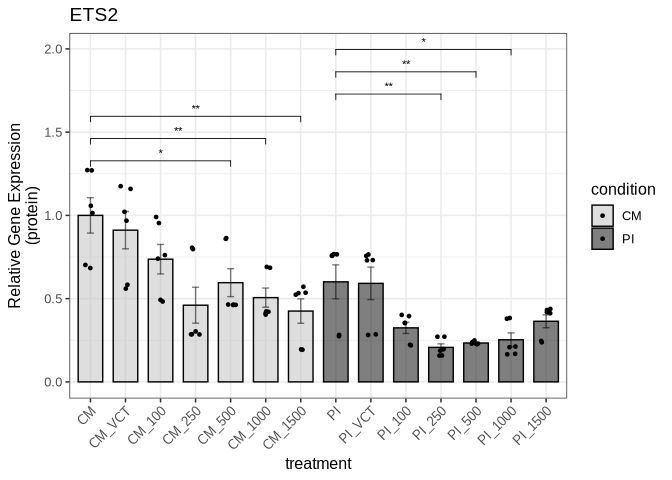 ETS2
Relative Gene Expression
(protein)
2.0
1.5
1.0
0.5
0.0
*
**
**
**
**
*
CM
CM_VCT
CM_100
CM_250
CM_500
CM_1000
CM_1500
PI
PI_VCT
PI_100
PI_250
PI_500
PI_1000
PI_1500
treatment
condition
CM
PI